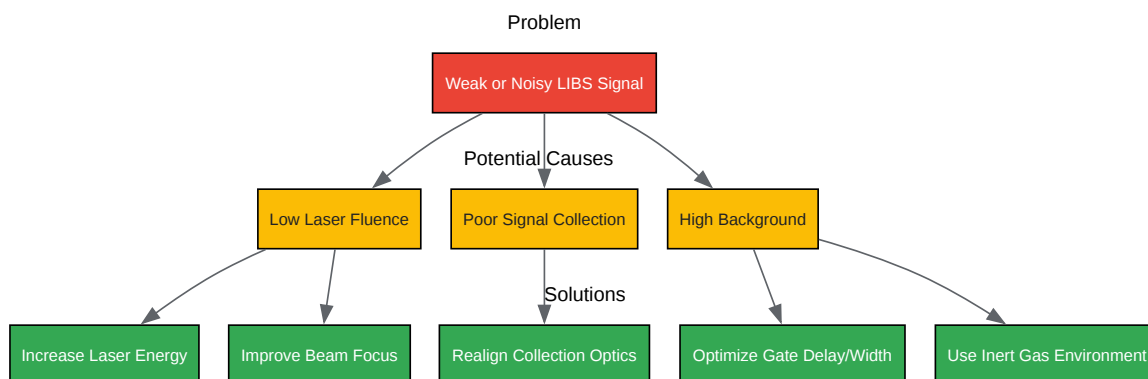 Problem
Weak or Noisy LIBS Signal
Potential Causes
Low Laser Fluence
Poor Signal Collection
High Background
Solutions
Increase Laser Energy
Improve Beam Focus
Realign Collection Optics
Optimize Gate Delay/Width
Use Inert Gas Environment